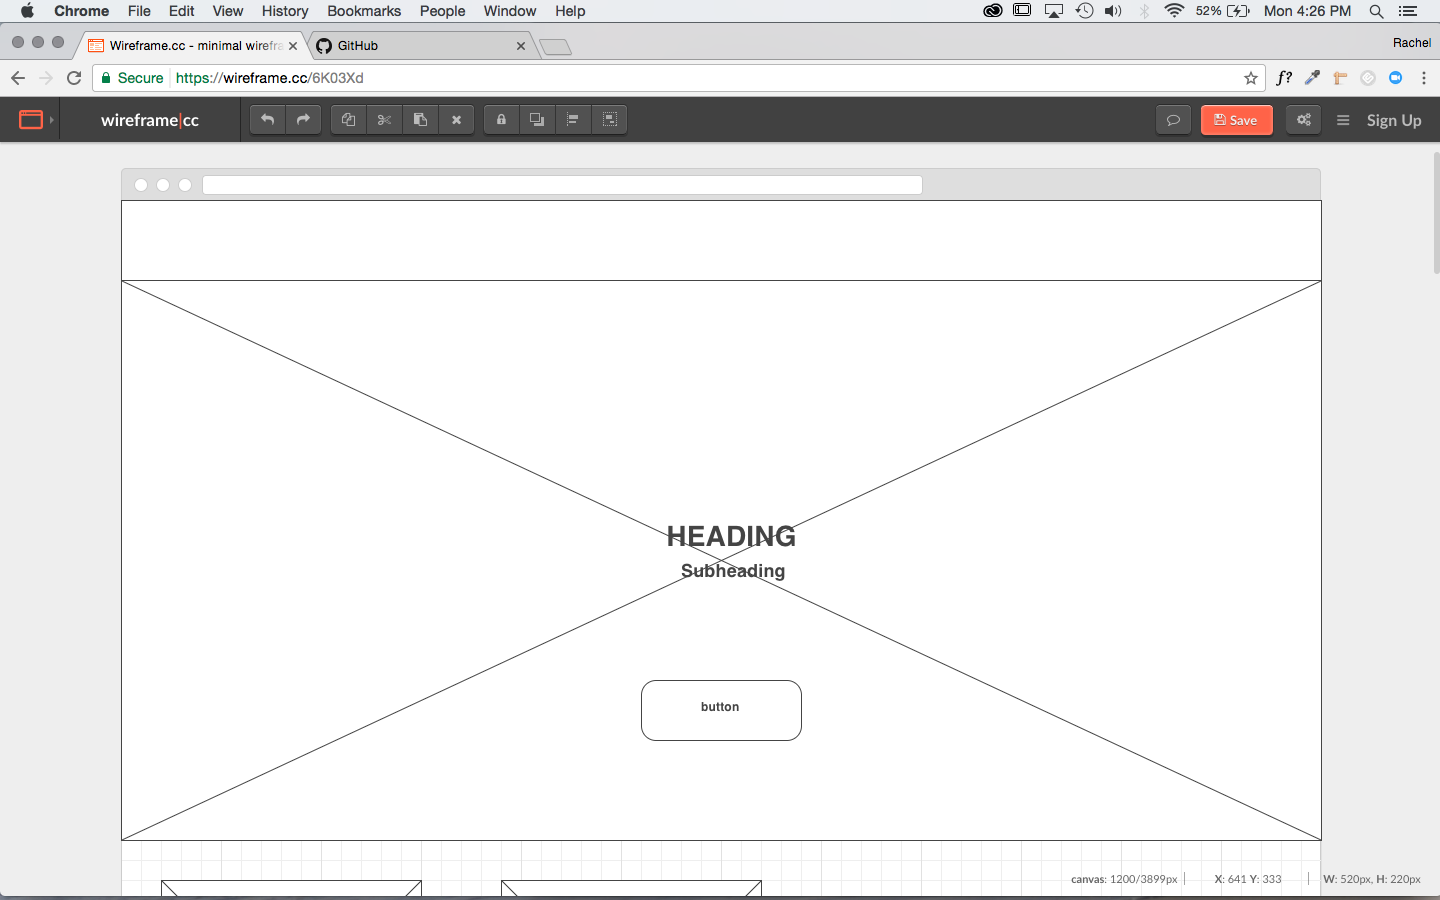 Chrome File Edit View History Bookmarks People Window Help 52% Mon 4:26 PM
Wireframe.cc - minimal wirefra GitHub Rachel
Secure https://wireframe.cc/6K03Xd f?
wireframe|cc Save Sign Up
HEADING
Subheading
button
canvas: 1200/3899px X: 641 Y: 333 W: 520px, H: 220px